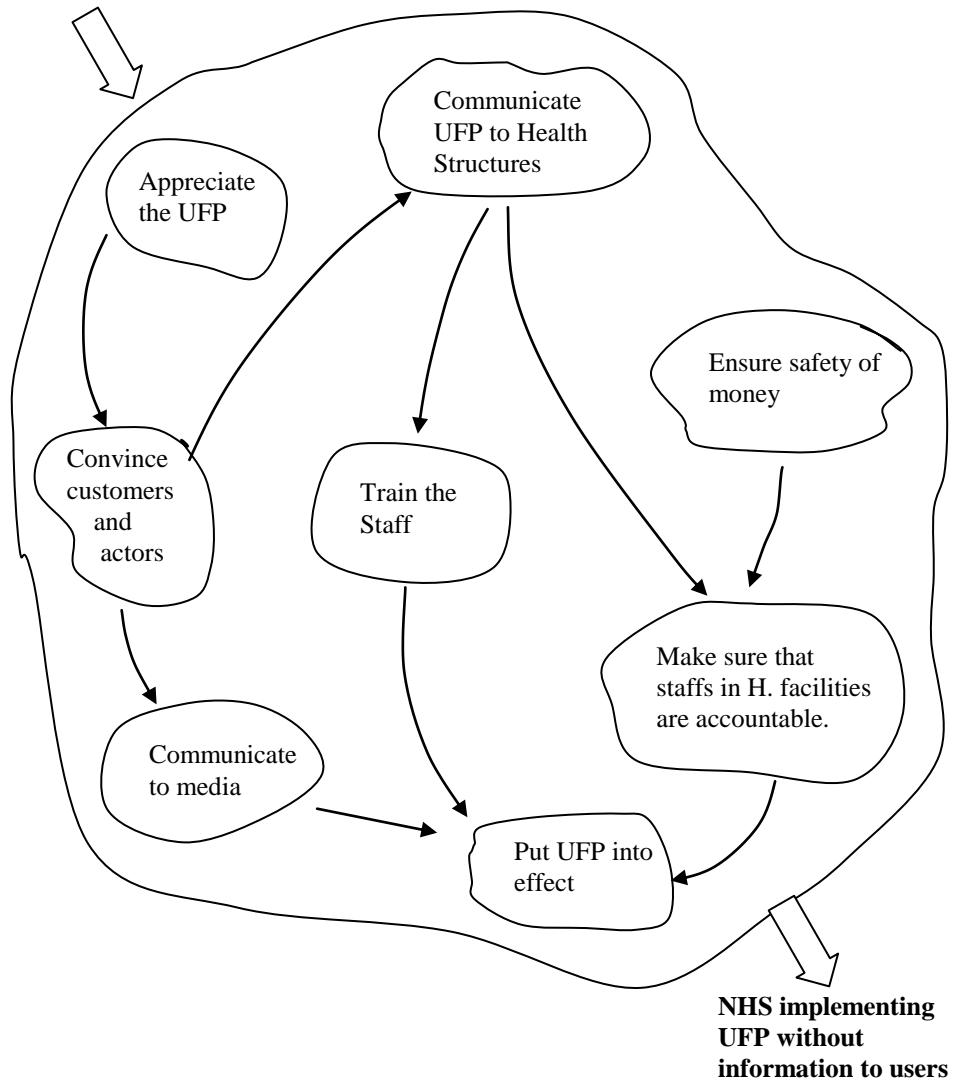 Communicate
UFP to Health
Structures
Appreciate
the UFP
Ensure safety of
money
Convince
customers
and
actors
Train the
Staff
Make sure that
staffs in H. facilities
are accountable.
Communicate
to media
Put UFP into
effect
NHS implementing
UFP without
information to users